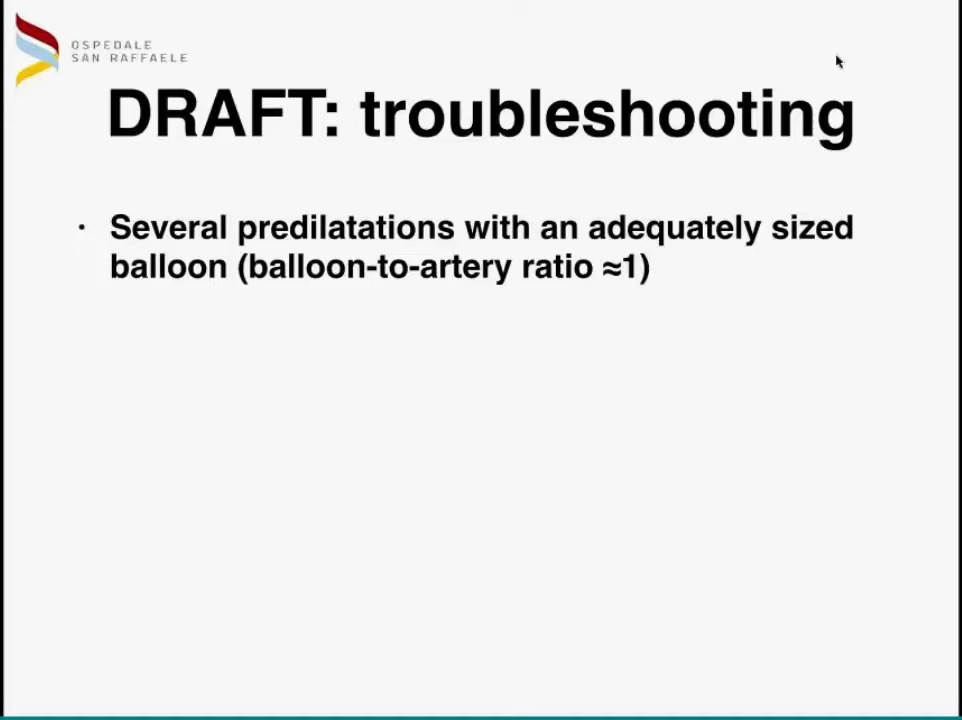 OSPEDALE
SAN RAFFAELE
DRAFT: troubleshooting
• Several predilatations with an adequately sized
balloon (balloon-to-artery ratio ≈1)